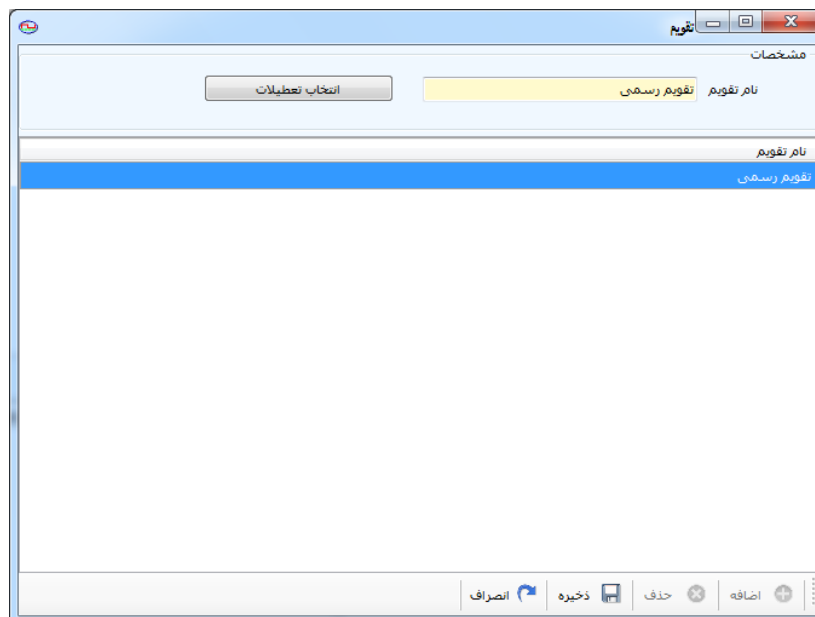 تقویم
مشخصات
نام تقویم تقویم رسمی انتخاب تعطیلات
نام تقویم
تقویم رسمی
اضافه حذف ذخیره انصراف